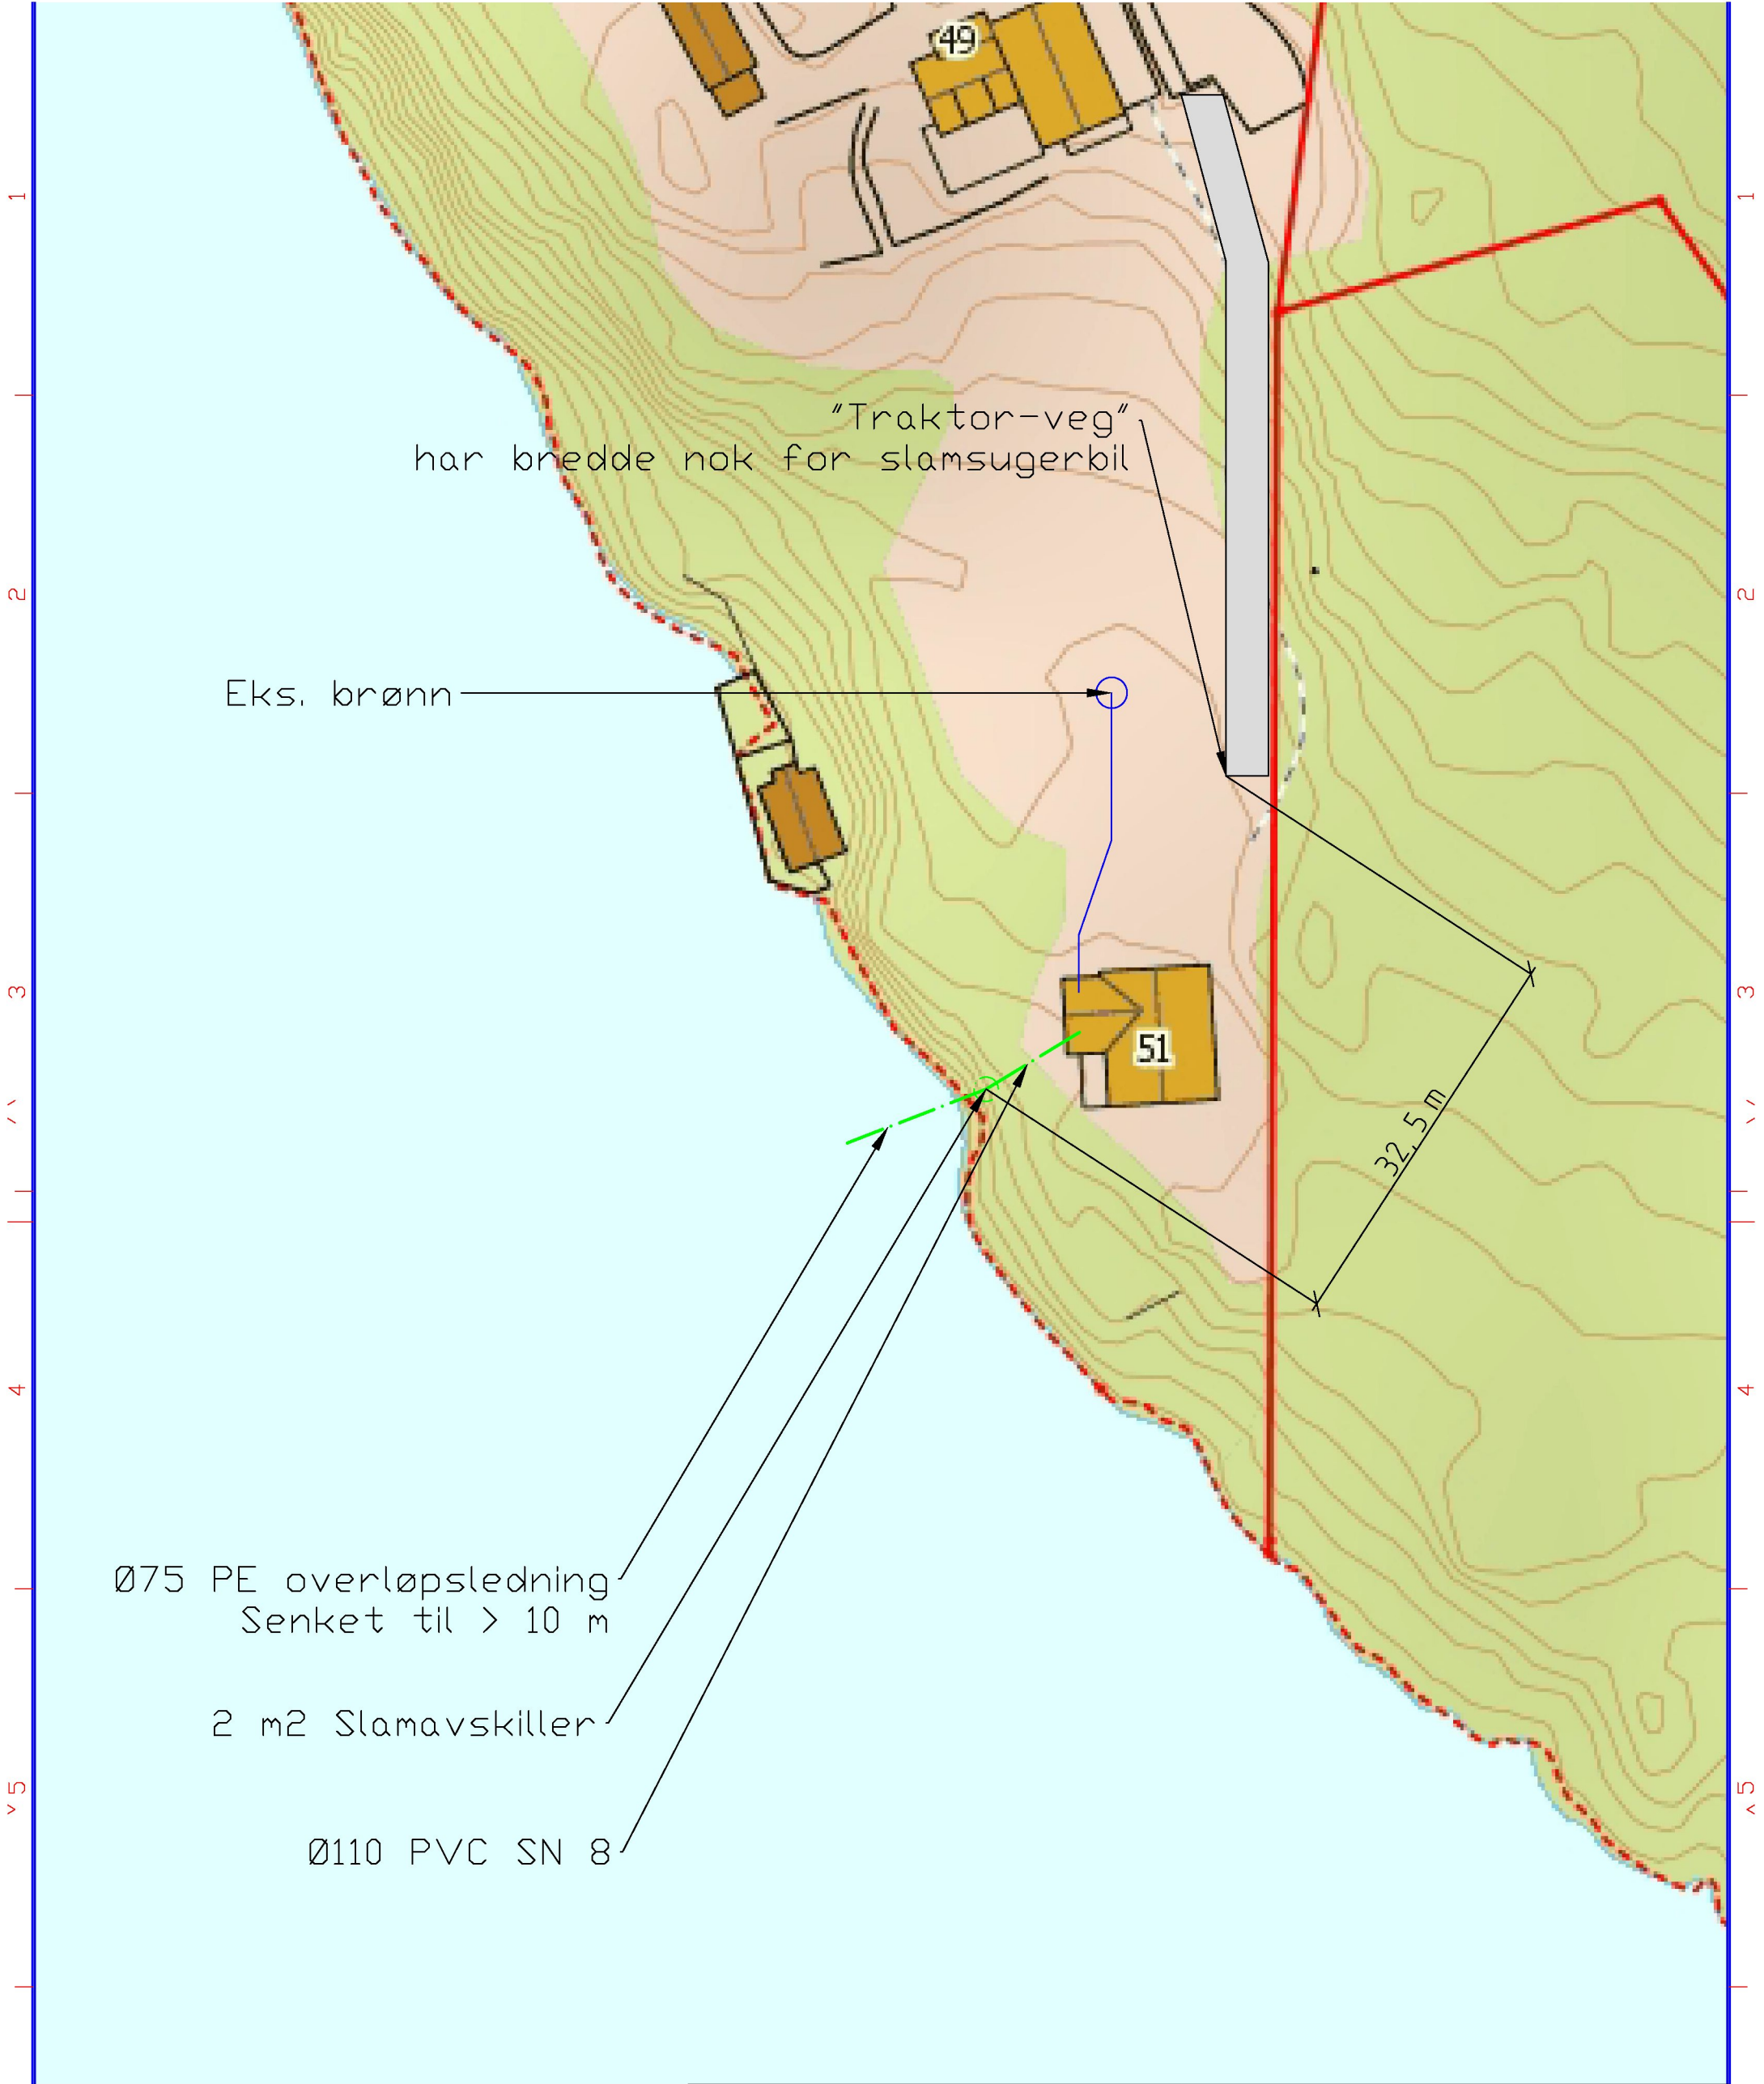 49
1
1
"Traktor-veg"
har bredde nok for slamsugerbil
2
2
Eks. brønn
3
3
51
32,5 m
4
4
Ø75 PE overløpsledning
Senket til > 10 m
2 m2 Slamavskiller
5
5
Ø110 PVC SN 8